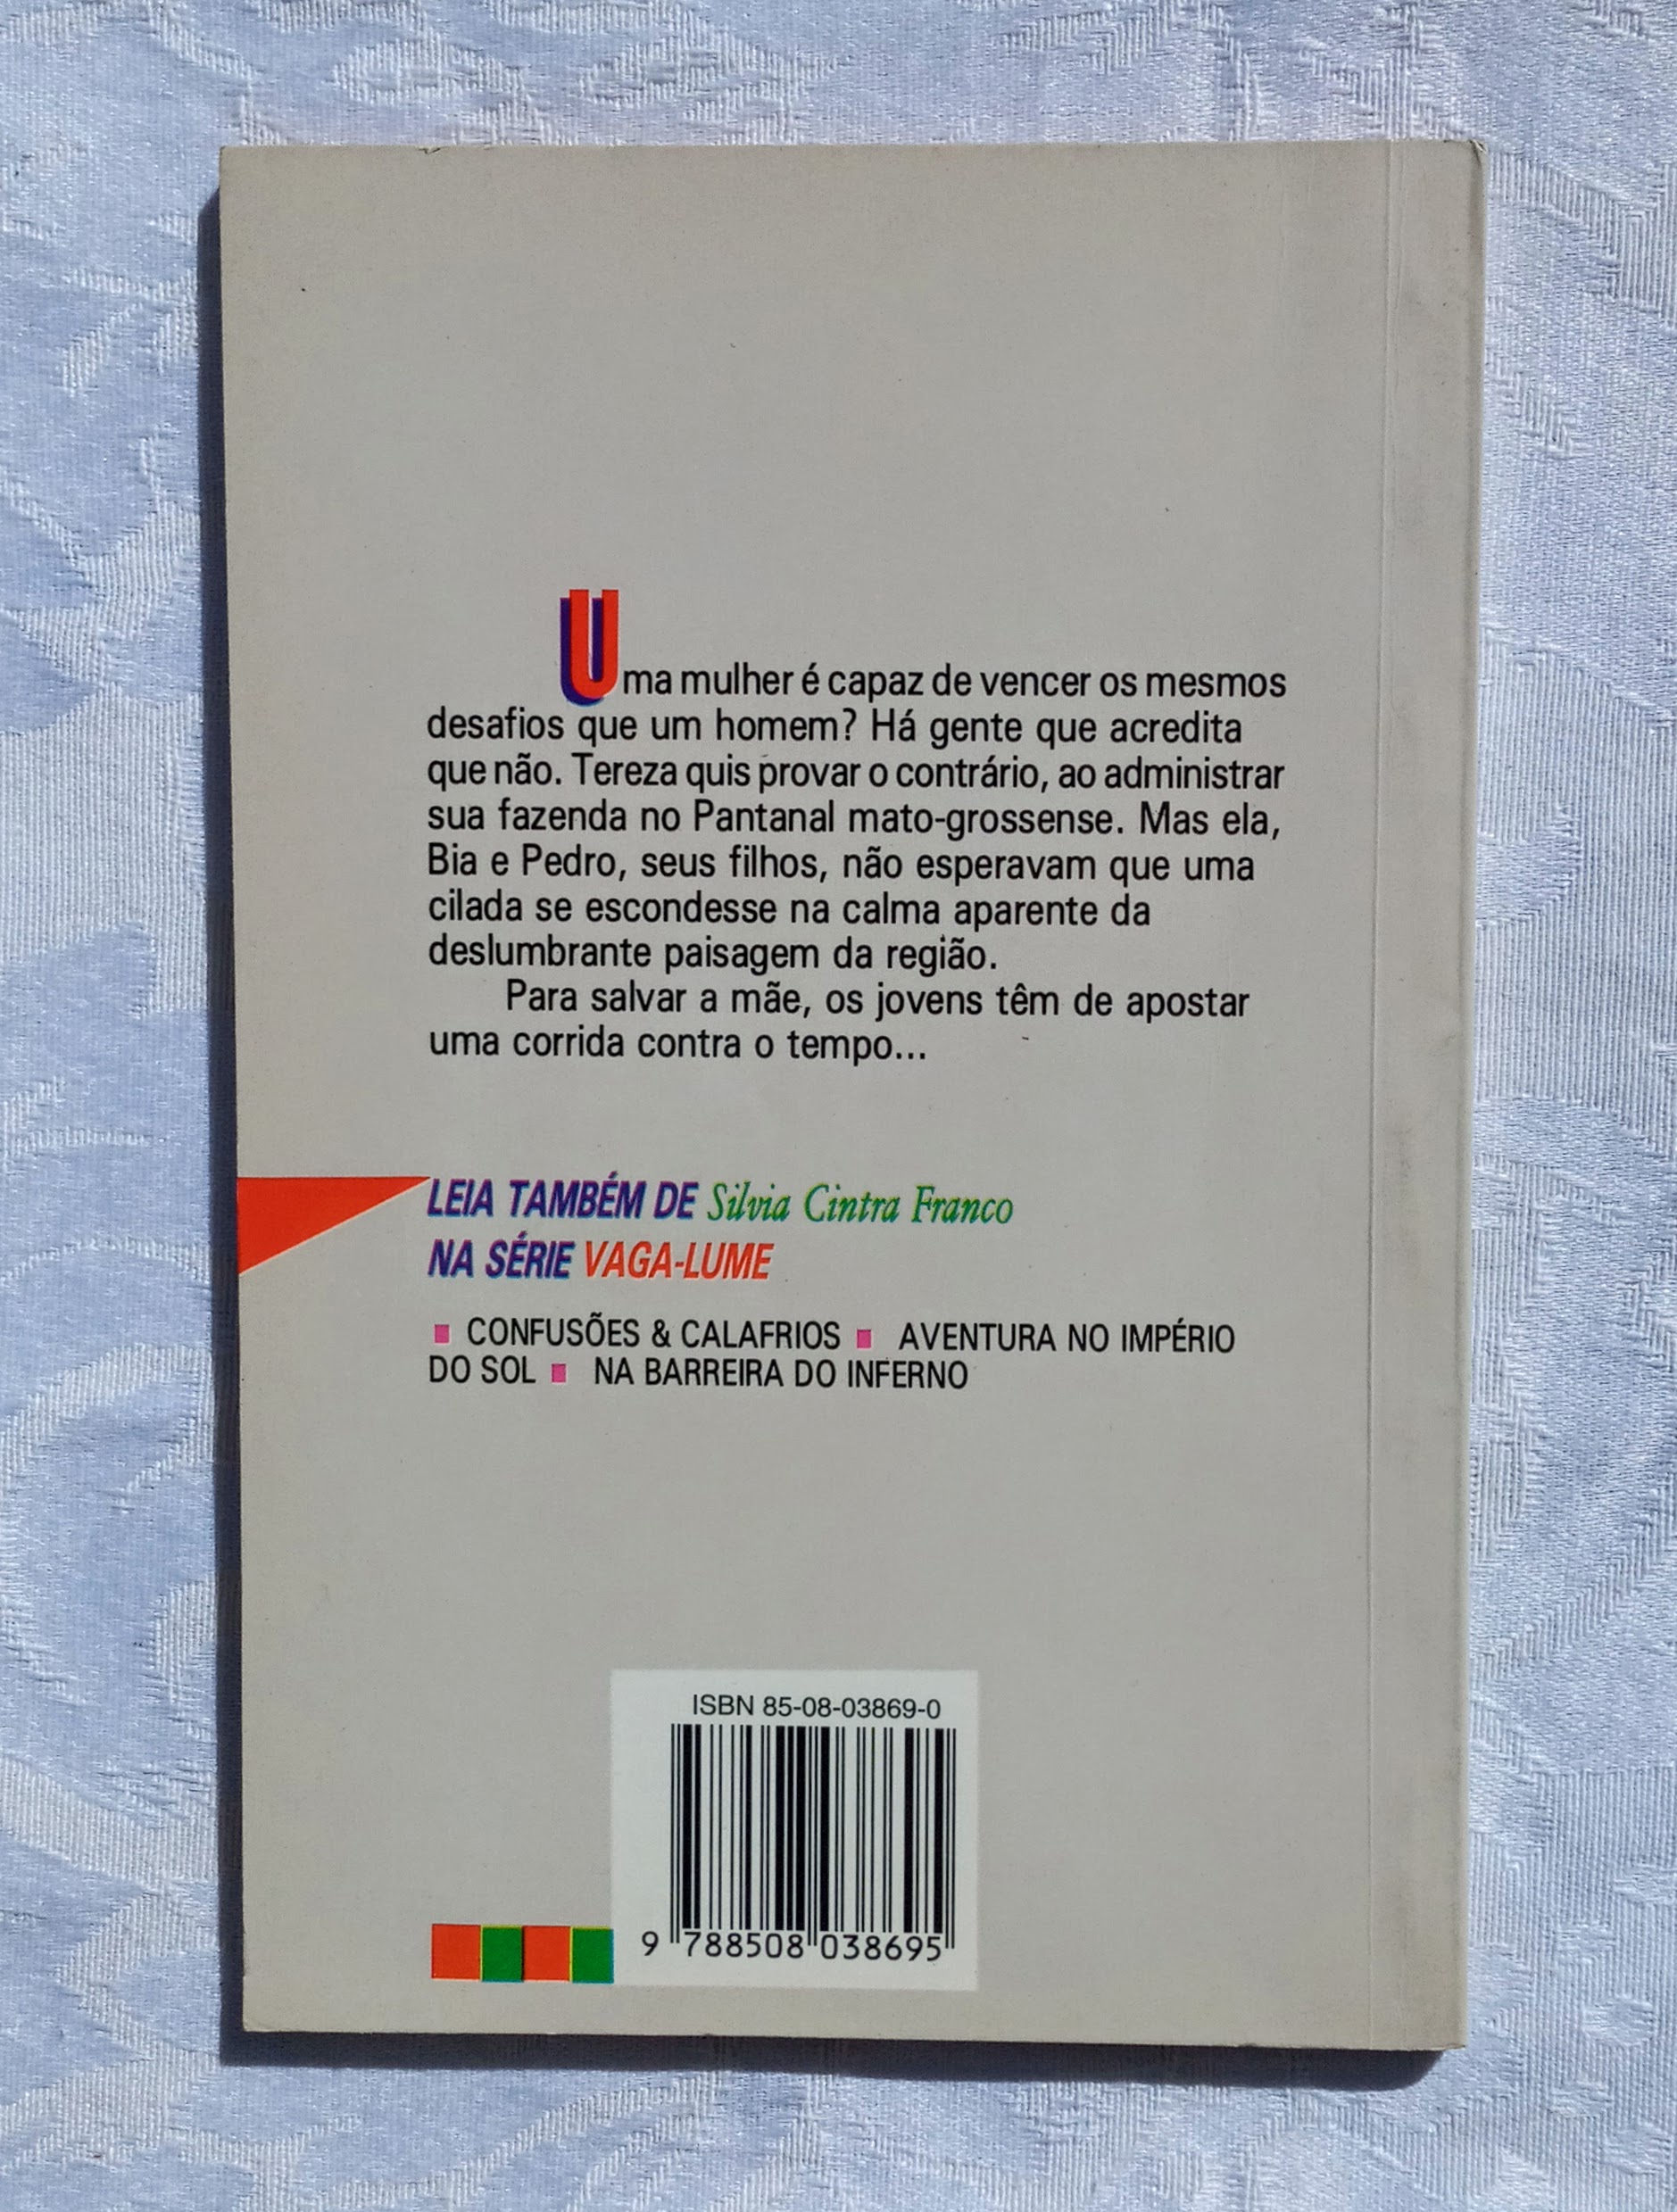 Uma mulher é capaz de vencer os mesmos
desafios que um homem? Há gente que acredita
que não. Tereza quis provar o contrário, ao administrar
sua fazenda no Pantanal mato-grossense. Mas ela,
Bia e Pedro, seus filhos, não esperavam que uma
cilada se escondesse na calma aparente da
deslumbrante paisagem da região.
Para salvar a mãe, os jovens têm de apostar
uma corrida contra o tempo...
LEIA TAMBÉM DE Silvia Cintra Franco
NA SÉRIE VAGA-LUME
■ CONFUSÕES & CALAFRIOS ■ AVENTURA NO IMPÉRIO
DO SOL ■ NA BARREIRA DO INFERNO
ISBN 85-08-03869-0
9 788508 038695